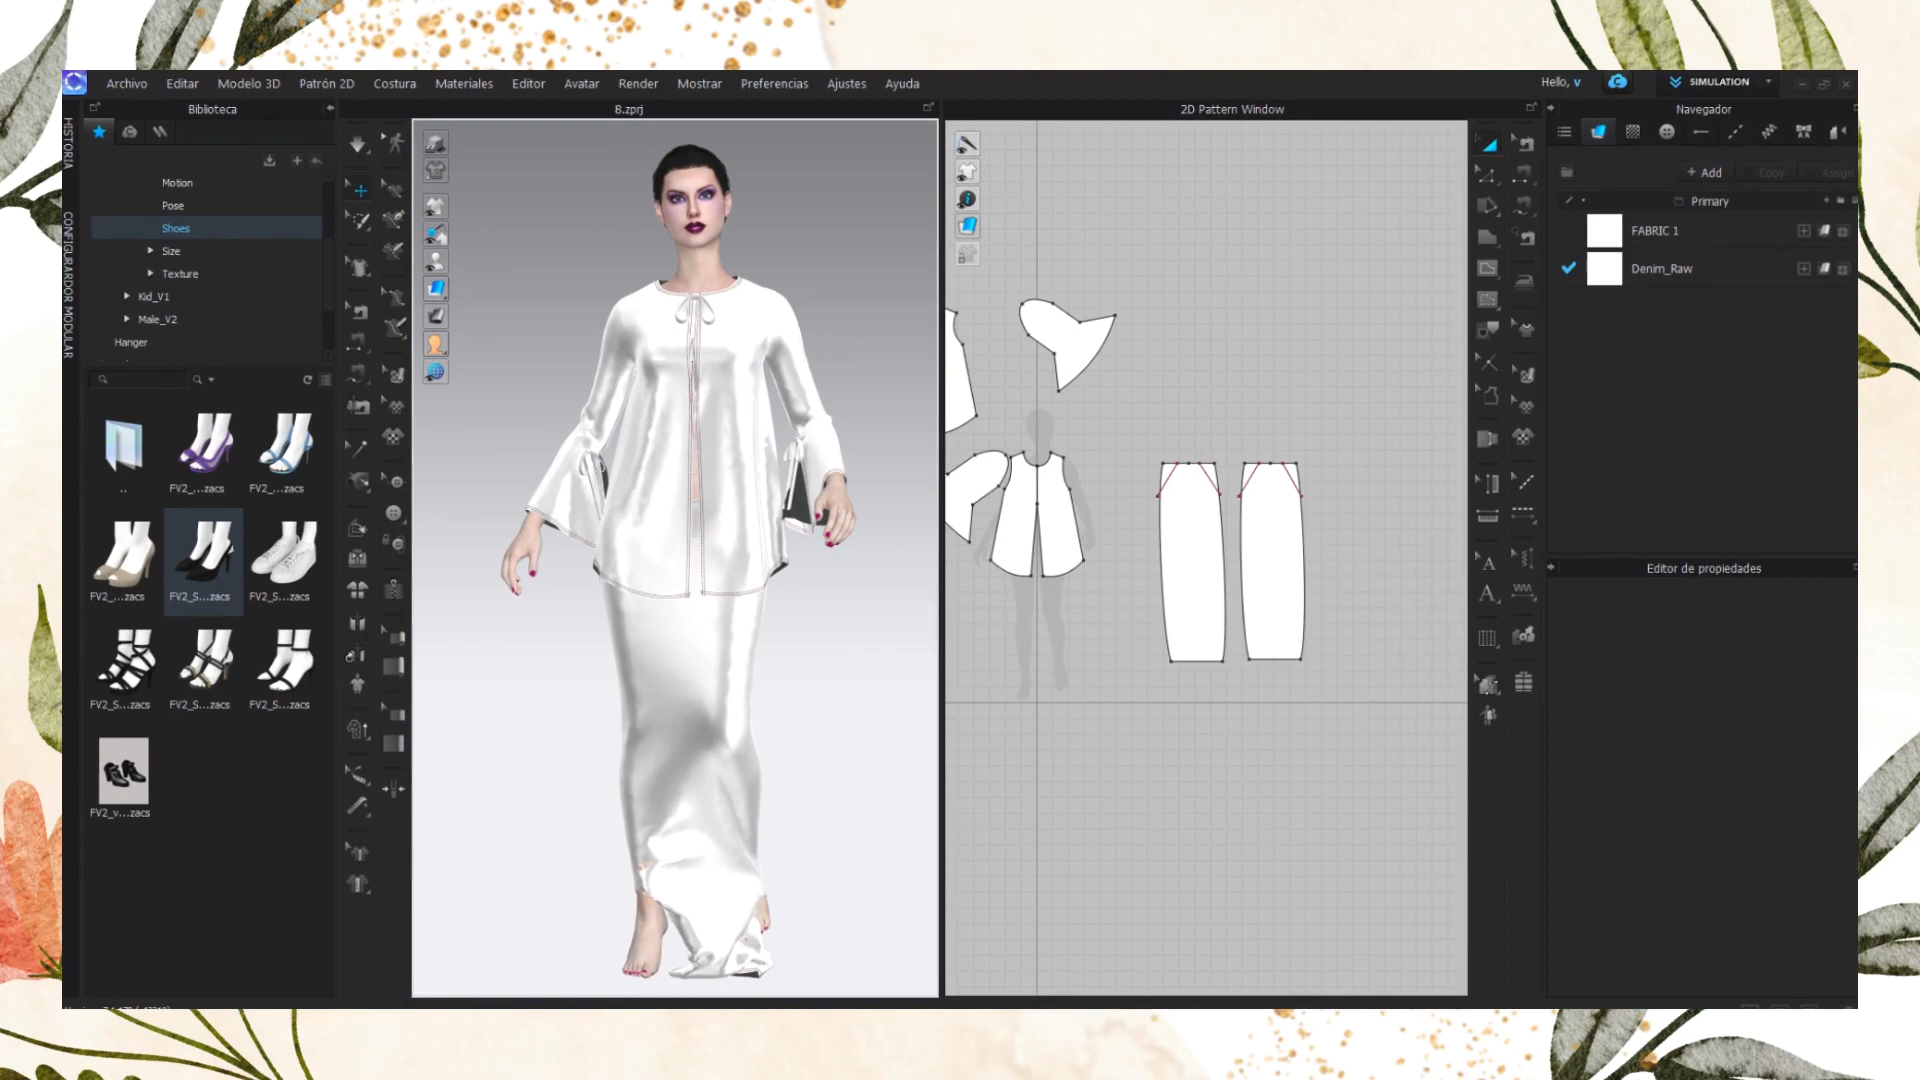 Archivo Editar Modelo 3D Patrón 2D Costura Materiales Editor Avatar Render Mostrar Preferencias Ajustes Ayuda
Hello, v
SIMULATION
HISTORIA
CONFIGURARDOR MODULAR
Biblioteca
Motion
Pose
Shoes
Size
Texture
Kid_V1
Male_V2
Hanger
..
FV2_...zacs
FV2_...zacs
FV2_...zacs
FV2_S...zacs
FV2_S...zacs
FV2_S...zacs
FV2_S...zacs
FV2_S...zacs
FV2_v...zacs
8.zprj
2D Pattern Window
Navegador
+ Add Copy Assign
Primary
FABRIC 1
Denim_Raw
Editor de propiedades